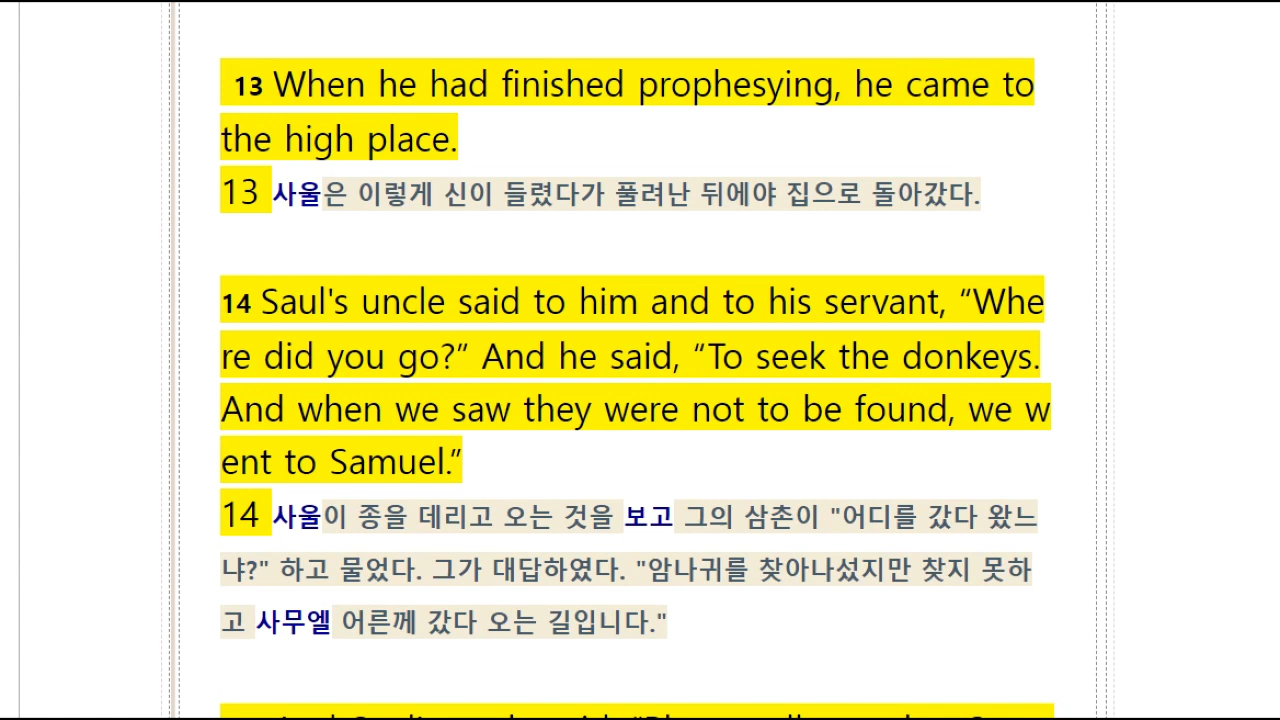 13 When he had finished prophesying, he came to
the high place.
13 사울은 이렇게 신이 들렸다가 풀려난 뒤에야 집으로 돌아갔다.
14 Saul's uncle said to him and to his servant, “Whe
re did you go?” And he said, “To seek the donkeys.
And when we saw they were not to be found, we w
ent to Samuel.”
14 사울이 종을 데리고 오는 것을 보고 그의 삼촌이 "어디를 갔다 왔느
냐?" 하고 물었다. 그가 대답하였다. "암나귀를 찾아나섰지만 찾지 못하
고 사무엘 어른께 갔다 오는 길입니다."